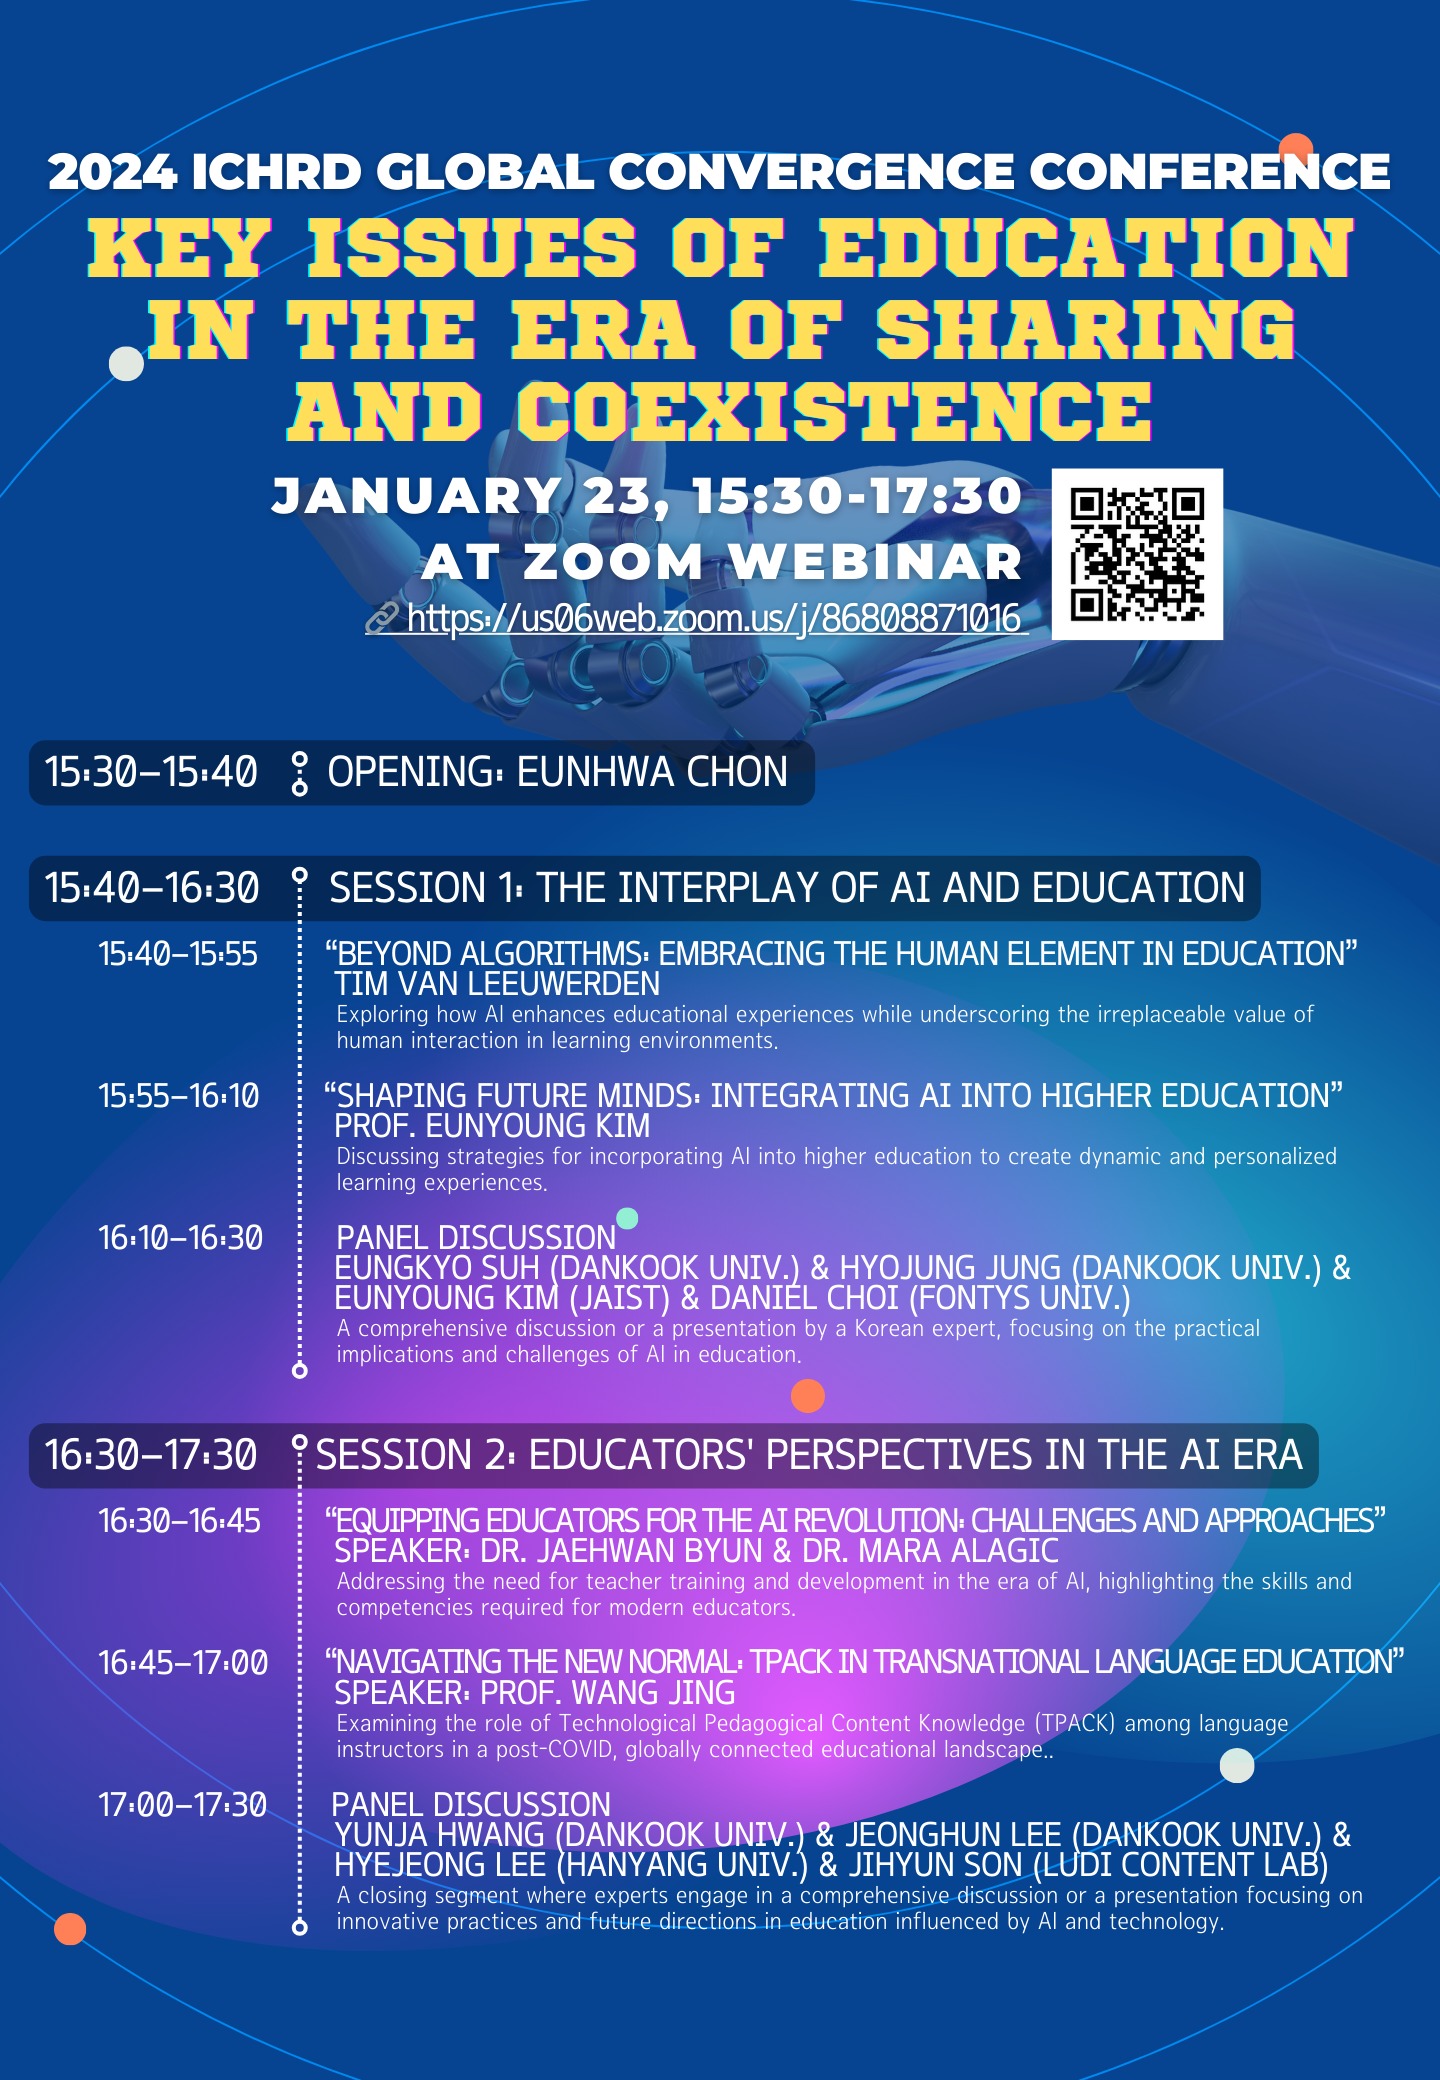 2024 ICHRD GLOBAL CONVERGENCE CONFERENCE
KEY ISSUES OF EDUCATION
IN THE ERA OF SHARING
AND COEXISTENCE
JANUARY 23, 15:30-17:30
AT ZOOM WEBINAR
https://us06web.zoom.us/j/86808871016
15:30-15:40 OPENING: EUNHWA CHON
15:40-16:30 SESSION 1: THE INTERPLAY OF AI AND EDUCATION
15:40-15:55 “BEYOND ALGORITHMS: EMBRACING THE HUMAN ELEMENT IN EDUCATION”
TIM VAN LEEUWERDEN
Exploring how AI enhances educational experiences while underscoring the irreplaceable value of
human interaction in learning environments.
15:55-16:10 “SHAPING FUTURE MINDS: INTEGRATING AI INTO HIGHER EDUCATION”
PROF. EUNYOUNG KIM
Discussing strategies for incorporating AI into higher education to create dynamic and personalized
learning experiences.
16:10-16:30 PANEL DISCUSSION
EUNGKYO SUH (DANKOOK UNIV.) & HYOJUNG JUNG (DANKOOK UNIV.) &
EUNYOUNG KIM (JAIST) & DANIEL CHOI (FONTYS UNIV.)
A comprehensive discussion or a presentation by a Korean expert, focusing on the practical
implications and challenges of AI in education.
16:30-17:30 SESSION 2: EDUCATORS' PERSPECTIVES IN THE AI ERA
16:30-16:45 “EQUIPPING EDUCATORS FOR THE AI REVOLUTION: CHALLENGES AND APPROACHES”
SPEAKER: DR. JAEHWAN BYUN & DR. MARA ALAGIC
Addressing the need for teacher training and development in the era of AI, highlighting the skills and
competencies required for modern educators.
16:45-17:00 “NAVIGATING THE NEW NORMAL: TPACK IN TRANSNATIONAL LANGUAGE EDUCATION”
SPEAKER: PROF. WANG JING
Examining the role of Technological Pedagogical Content Knowledge (TPACK) among language
instructors in a post-COVID, globally connected educational landscape..
17:00-17:30 PANEL DISCUSSION
YUNJA HWANG (DANKOOK UNIV.) & JEONGHUN LEE (DANKOOK UNIV.) &
HYEJEONG LEE (HANYANG UNIV.) & JIHYUN SON (LUDI CONTENT LAB)
A closing segment where experts engage in a comprehensive discussion or a presentation focusing on
innovative practices and future directions in education influenced by AI and technology.